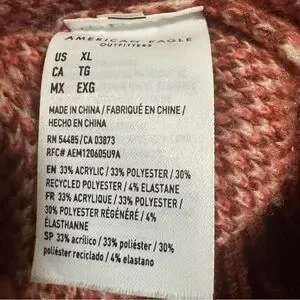 AMERICAN EAGLE
OUTFITTERS
US XL
CA TG
MX EXG
MADE IN CHINA / FABRIQUÉ EN CHINE /
HECHO EN CHINA
RN 54485/CA 03873
RFC# AEM120605U9A
EN 33% ACRYLIC / 33% POLYESTER / 30%
RECYCLED POLYESTER / 4% ELASTANE
FR 33% ACRYLIQUE / 33% POLYESTER /
30% POLYESTER RÉGÉNÉRÉ / 4%
ÉLASTHANNE
SP 33% acrílico / 33% poliéster / 30%
poliéster reciclado / 4% elastano